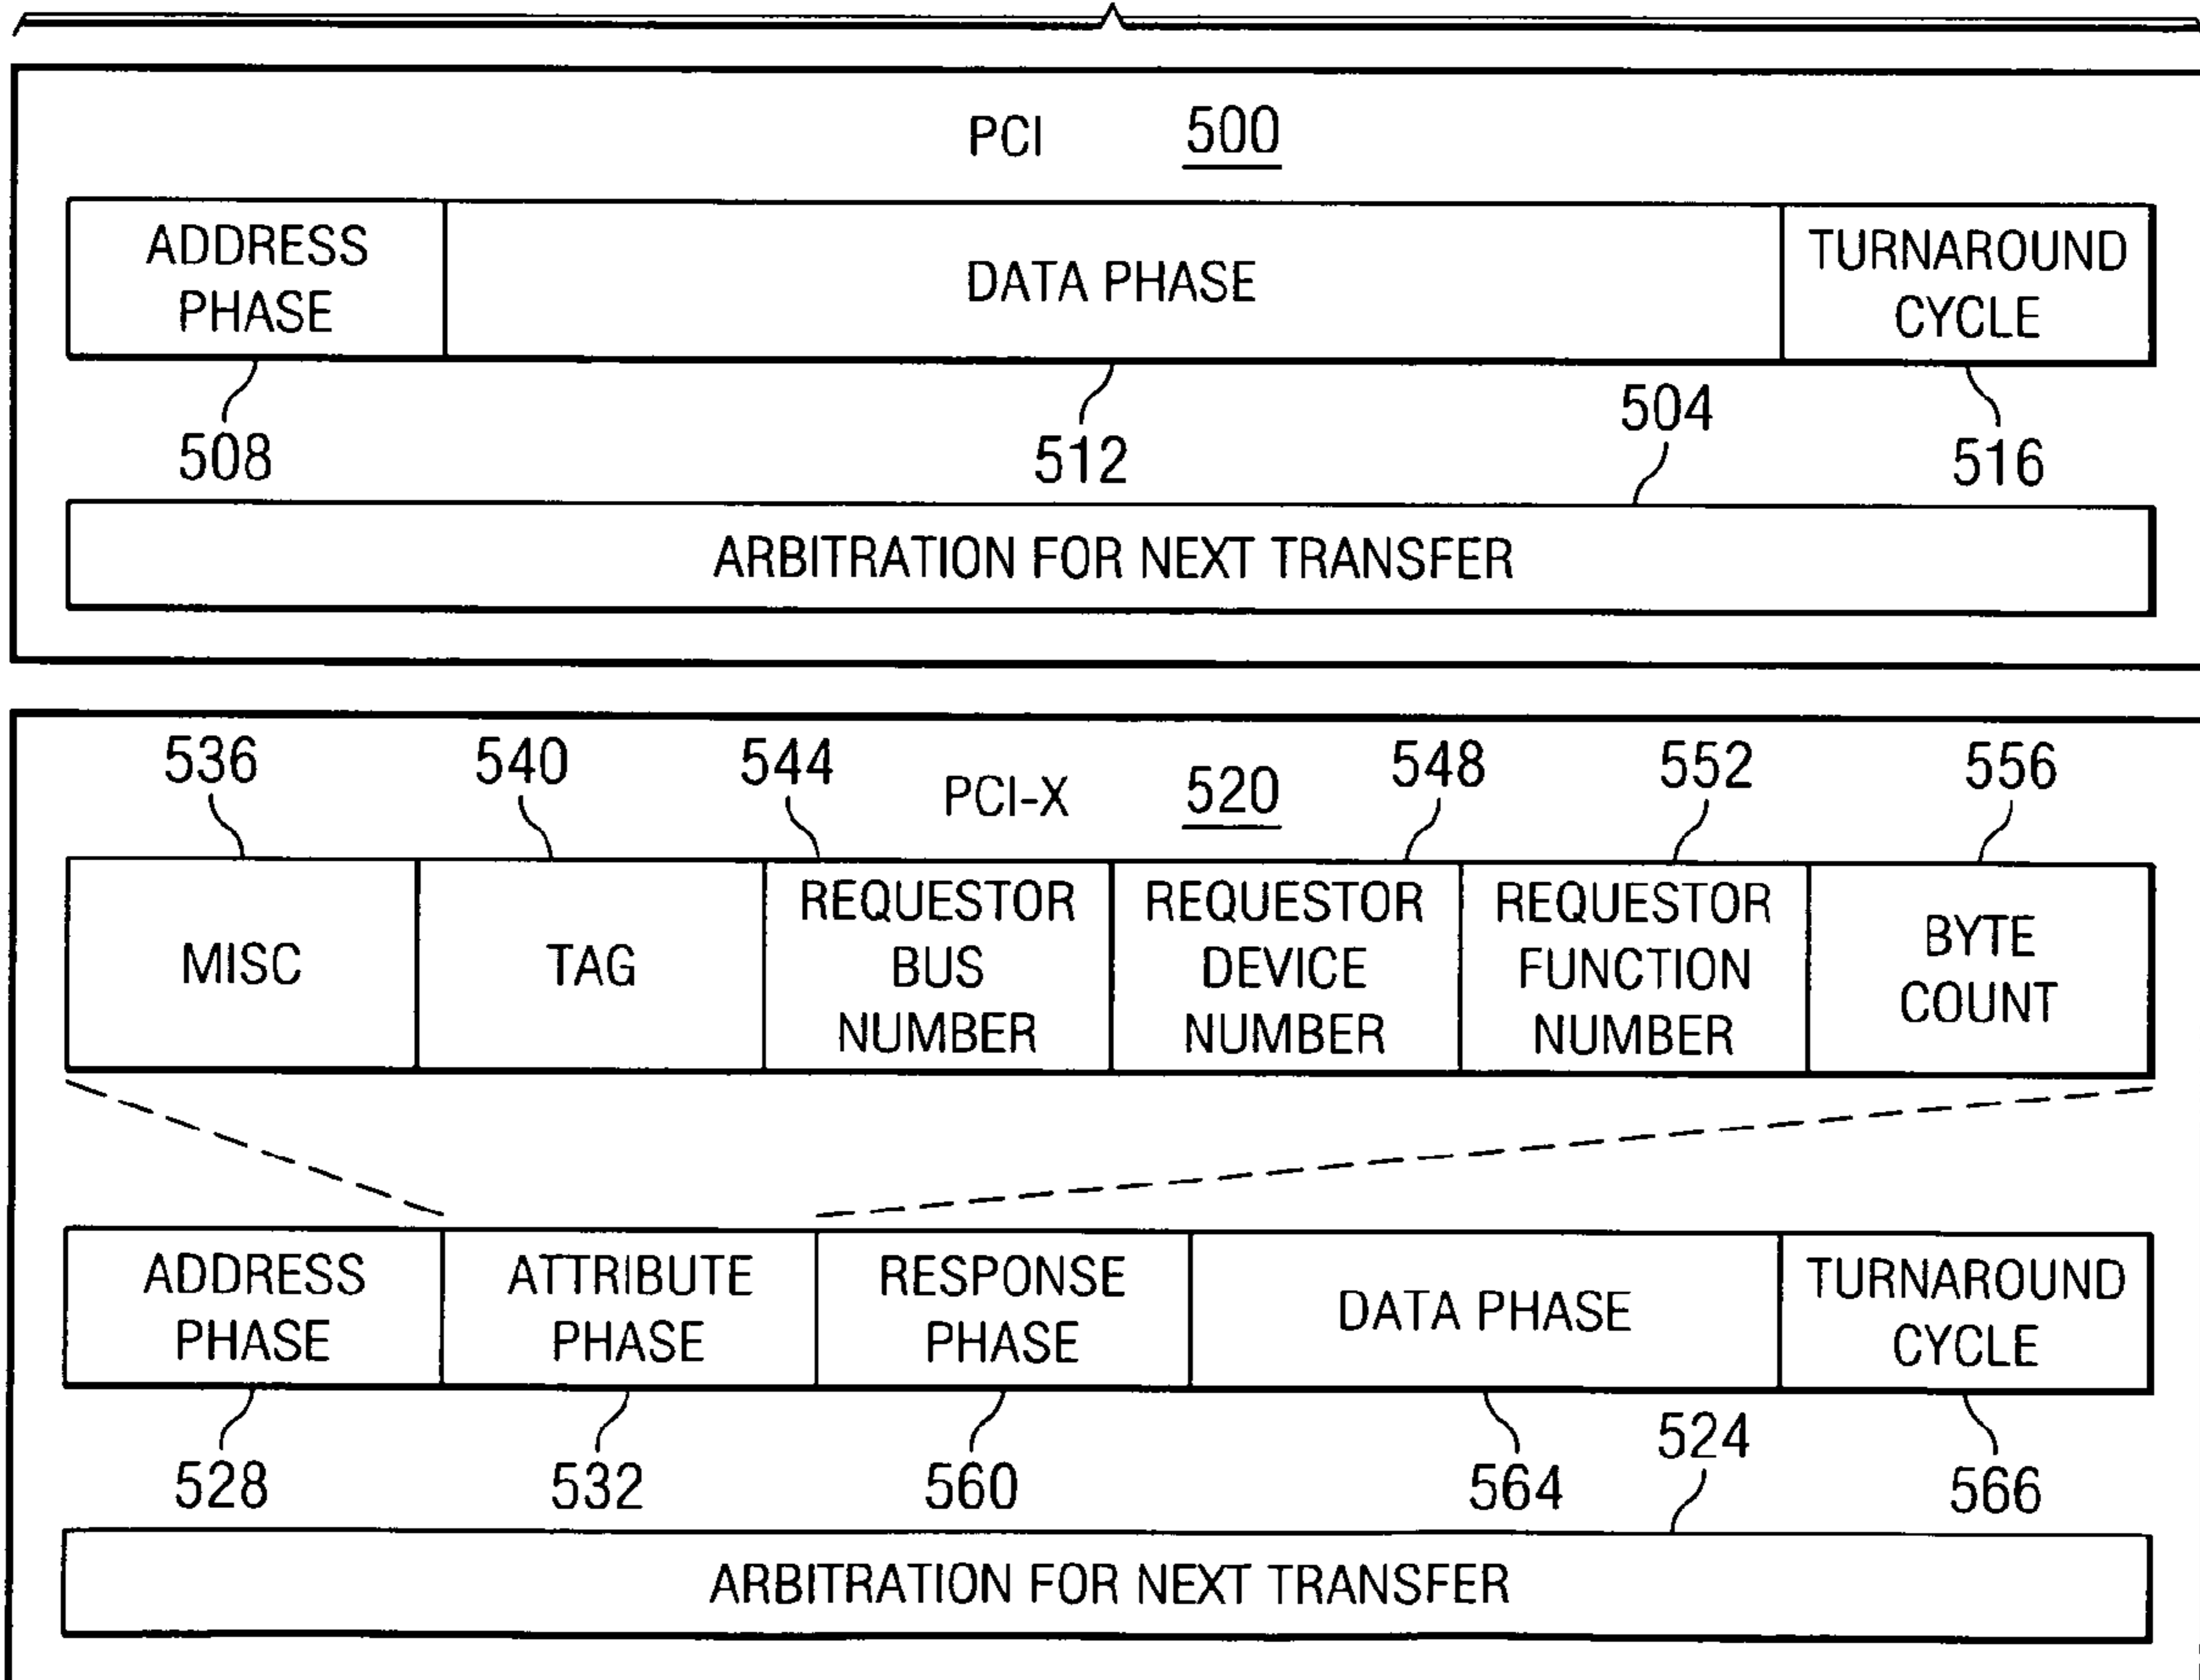 PCI 500
ADDRESS PHASE
DATA PHASE
TURNAROUND CYCLE
508
512
504
516
ARBITRATION FOR NEXT TRANSFER
536
540
544
PCI-X 520
548
552
556
MISC
TAG
REQUESTOR BUS NUMBER
REQUESTOR DEVICE NUMBER
REQUESTOR FUNCTION NUMBER
BYTE COUNT
ADDRESS PHASE
ATTRIBUTE PHASE
RESPONSE PHASE
DATA PHASE
TURNAROUND CYCLE
528
532
560
564
524
566
ARBITRATION FOR NEXT TRANSFER